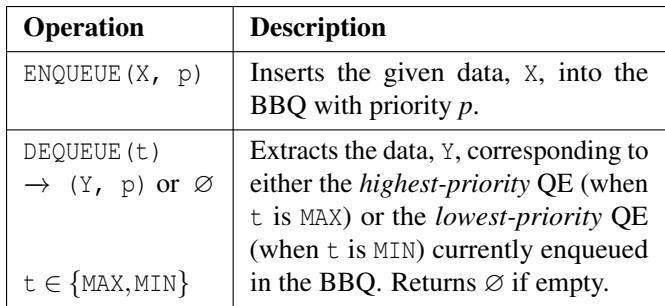 Operation Description
ENQUEUE(X, p) Inserts the given data, X, into the
BBQ with priority p.
DEQUEUE(t) Extracts the data, Y, corresponding to
→ (Y, p) or ∅ either the highest-priority QE (when
t is MAX) or the lowest-priority QE
(when t is MIN) currently enqueued
t ∈ {MAX,MIN} in the BBQ. Returns ∅ if empty.